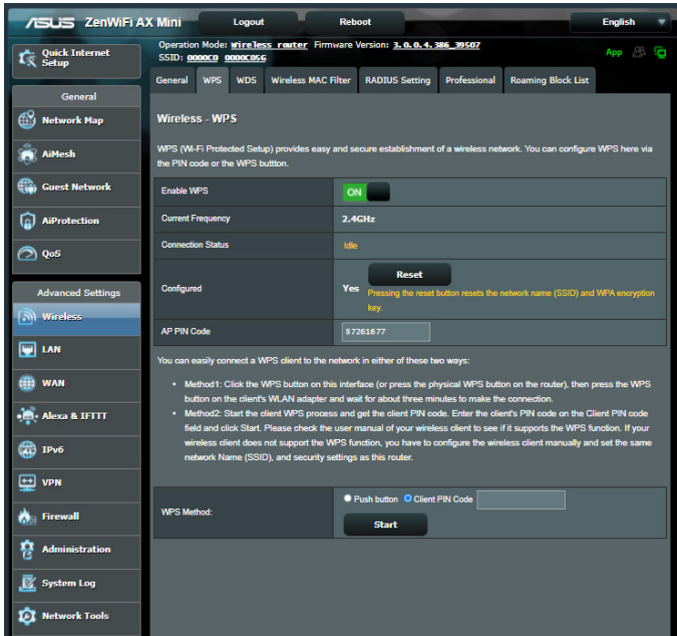 ASUS ZenWiFi AX Mini Logout Reboot English
Quick Internet Setup
Operation Mode: Wireless router Firmware Version: 3.0.0.4.386_39507
SSID: 0000C0 0000C05G
App
General WPS WDS Wireless MAC Filter RADIUS Setting Professional Roaming Block List
General
Network Map
AiMesh
Guest Network
AiProtection
QoS
Advanced Settings
Wireless
LAN
WAN
Alexa & IFTTT
IPv6
VPN
Firewall
Administration
System Log
Network Tools
Wireless - WPS
WPS (Wi-Fi Protected Setup) provides easy and secure establishment of a wireless network. You can configure WPS here via
the PIN code or the WPS buttton.
Enable WPS ON
Current Frequency 2.4GHz
Connection Status Idle
Configured Yes Reset
Pressing the reset button resets the network name (SSID) and WPA encryption
key.
AP PIN Code 87261677
You can easily connect a WPS client to the network in either of these two ways:
• Method1: Click the WPS button on this interface (or press the physical WPS button on the router), then press the WPS
button on the client's WLAN adapter and wait for about three minutes to make the connection.
• Method2: Start the client WPS process and get the client PIN code. Enter the client's PIN code on the Client PIN code
field and click Start. Please check the user manual of your wireless client to see if it supports the WPS function. If your
wireless client does not support the WPS function, you have to configure the wireless client manually and set the same
network Name (SSID), and security settings as this router.
WPS Method: Push button Client PIN Code
Start